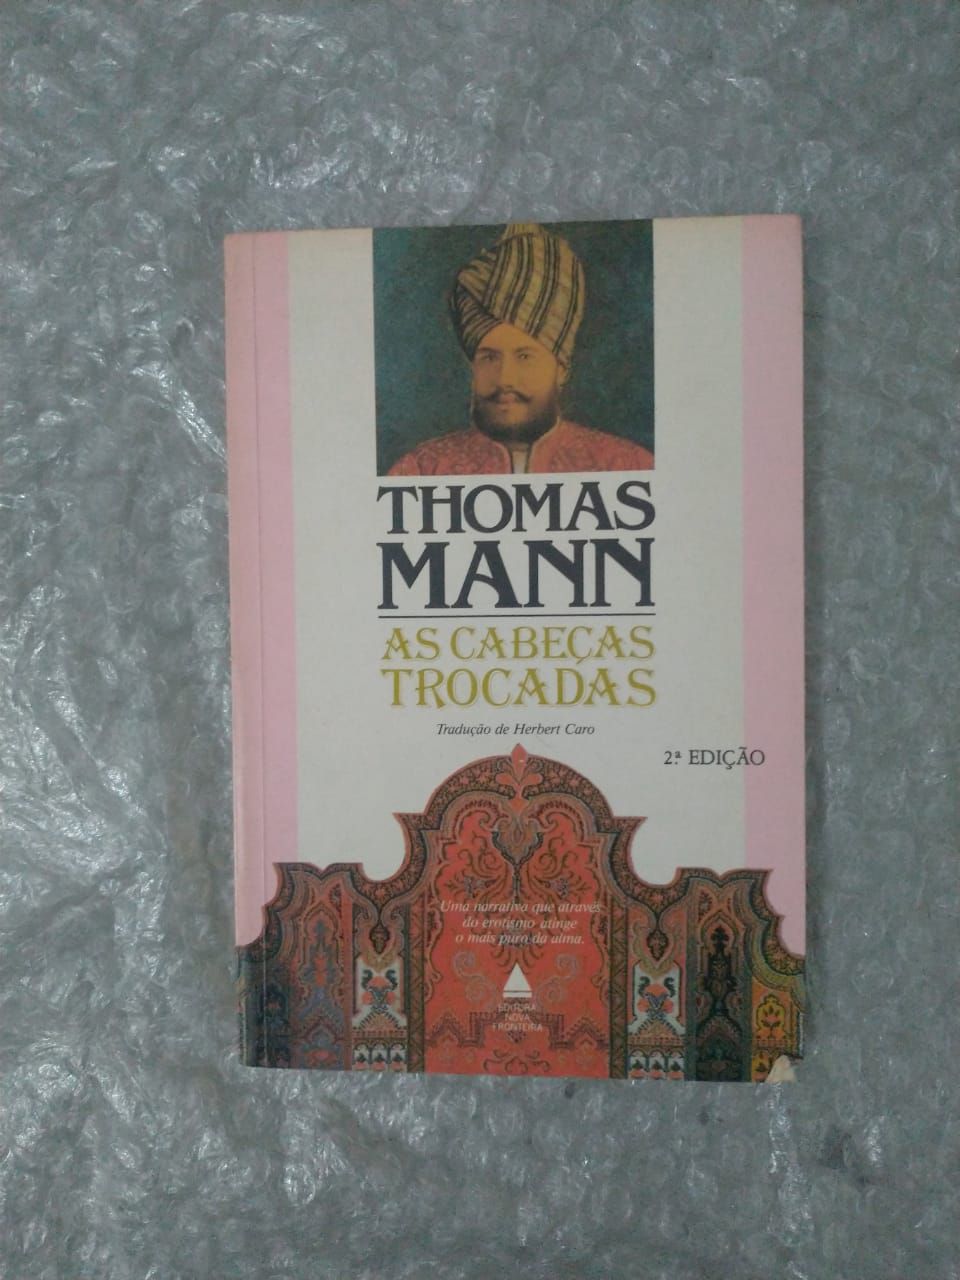 THOMAS
MANN
AS CABEÇAS
TROCADAS
Tradução de Herbert Caro
2ª EDIÇÃO
Uma narrativa que através
do erotismo atinge
o mais puro da alma.
EDITORA
NOVA
FRONTEIRA